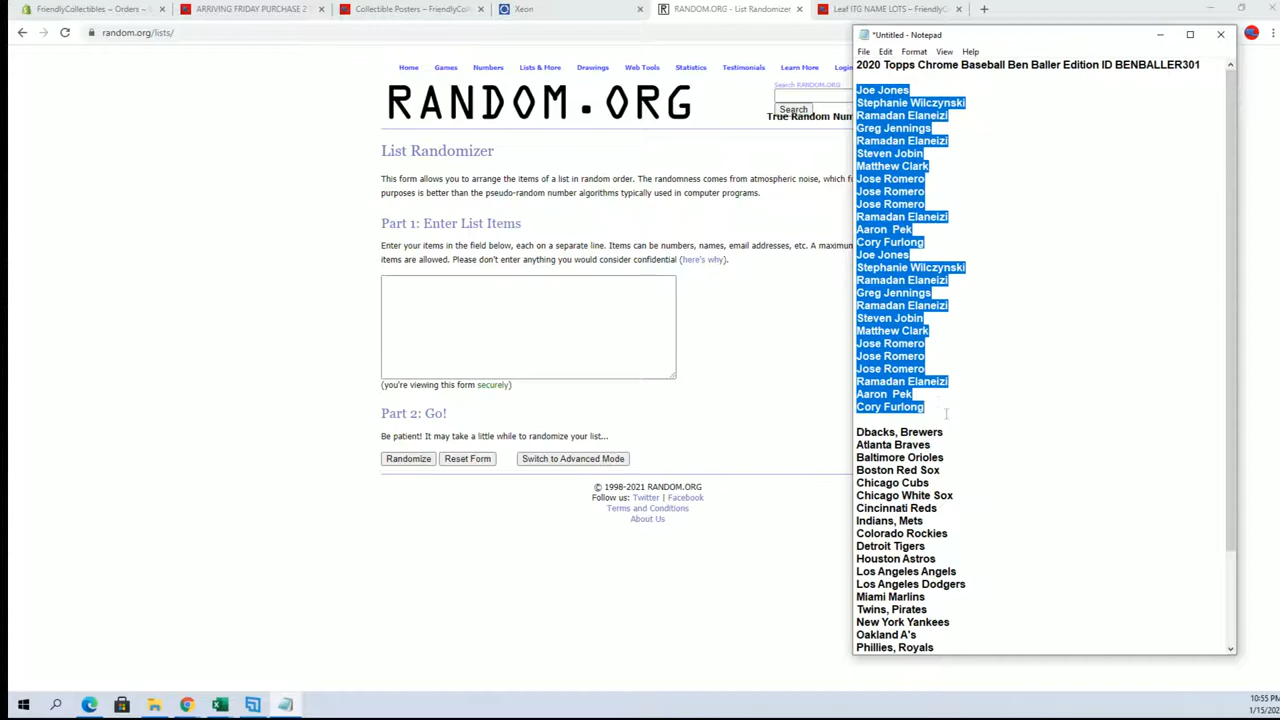 FriendlyCollectibles – Orders –
ARRIVING FRIDAY PURCHASE 2
Collectible Posters – FriendlyCol
Xeon
RANDOM.ORG - List Randomizer
Leaf ITG NAME LOTS – FriendlyC
random.org/lists/
Home Games Numbers Lists & More Drawings Web Tools Statistics Testimonials Learn More Login
Search RANDOM.ORG
RANDOM.ORG
Search
True Random Num
List Randomizer
This form allows you to arrange the items of a list in random order. The randomness comes from atmospheric noise, which f
purposes is better than the pseudo-random number algorithms typically used in computer programs.
Part 1: Enter List Items
Enter your items in the field below, each on a separate line. Items can be numbers, names, email addresses, etc. A maximum
items are allowed. Please don't enter anything you would consider confidential (here's why).
(you're viewing this form securely)
Part 2: Go!
Be patient! It may take a little while to randomize your list...
Randomize Reset Form Switch to Advanced Mode
© 1998-2021 RANDOM.ORG
Follow us: Twitter | Facebook
Terms and Conditions
About Us
*Untitled - Notepad
File Edit Format View Help
2020 Topps Chrome Baseball Ben Baller Edition ID BENBALLER301
Joe Jones
Stephanie Wilczynski
Ramadan Elaneizi
Greg Jennings
Ramadan Elaneizi
Steven Jobin
Matthew Clark
Jose Romero
Jose Romero
Jose Romero
Ramadan Elaneizi
Aaron  Pek
Cory Furlong
Joe Jones
Stephanie Wilczynski
Ramadan Elaneizi
Greg Jennings
Ramadan Elaneizi
Steven Jobin
Matthew Clark
Jose Romero
Jose Romero
Jose Romero
Ramadan Elaneizi
Aaron  Pek
Cory Furlong
Dbacks, Brewers
Atlanta Braves
Baltimore Orioles
Boston Red Sox
Chicago Cubs
Chicago White Sox
Cincinnati Reds
Indians, Mets
Colorado Rockies
Detroit Tigers
Houston Astros
Los Angeles Angels
Los Angeles Dodgers
Miami Marlins
Twins, Pirates
New York Yankees
Oakland A's
Phillies, Royals
10:55 PM
1/15/202